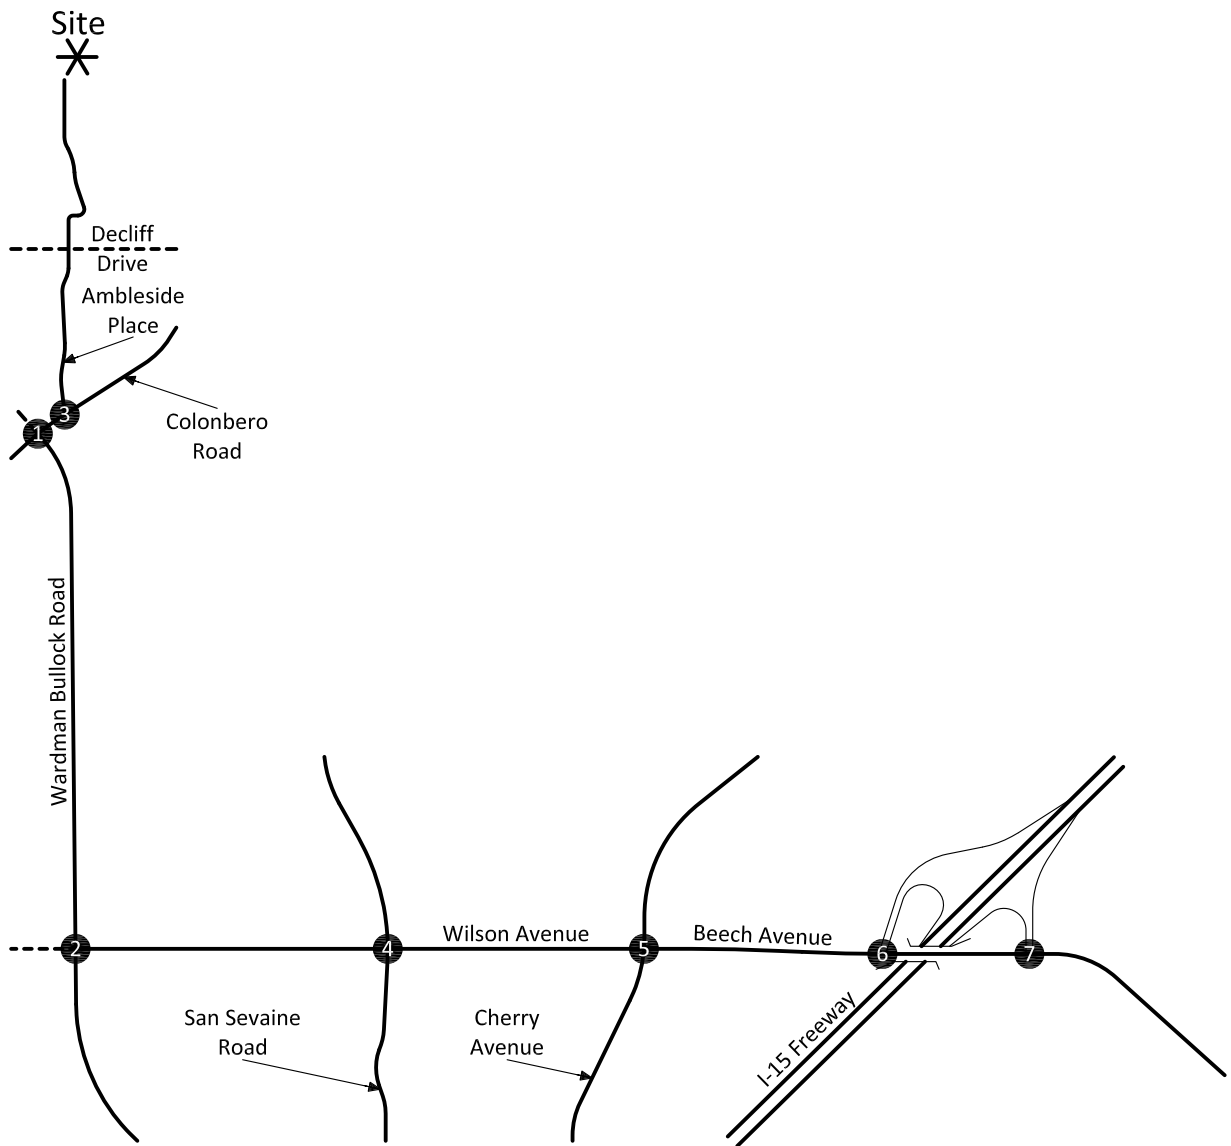 Site
Decliff
Drive
Ambleside
Place
3
1
Colonbero
Road
Wardman Bullock Road
2
4
Wilson Avenue
5
Beech Avenue
6
7
San Sevaine
Road
Cherry
Avenue
I-15 Freeway